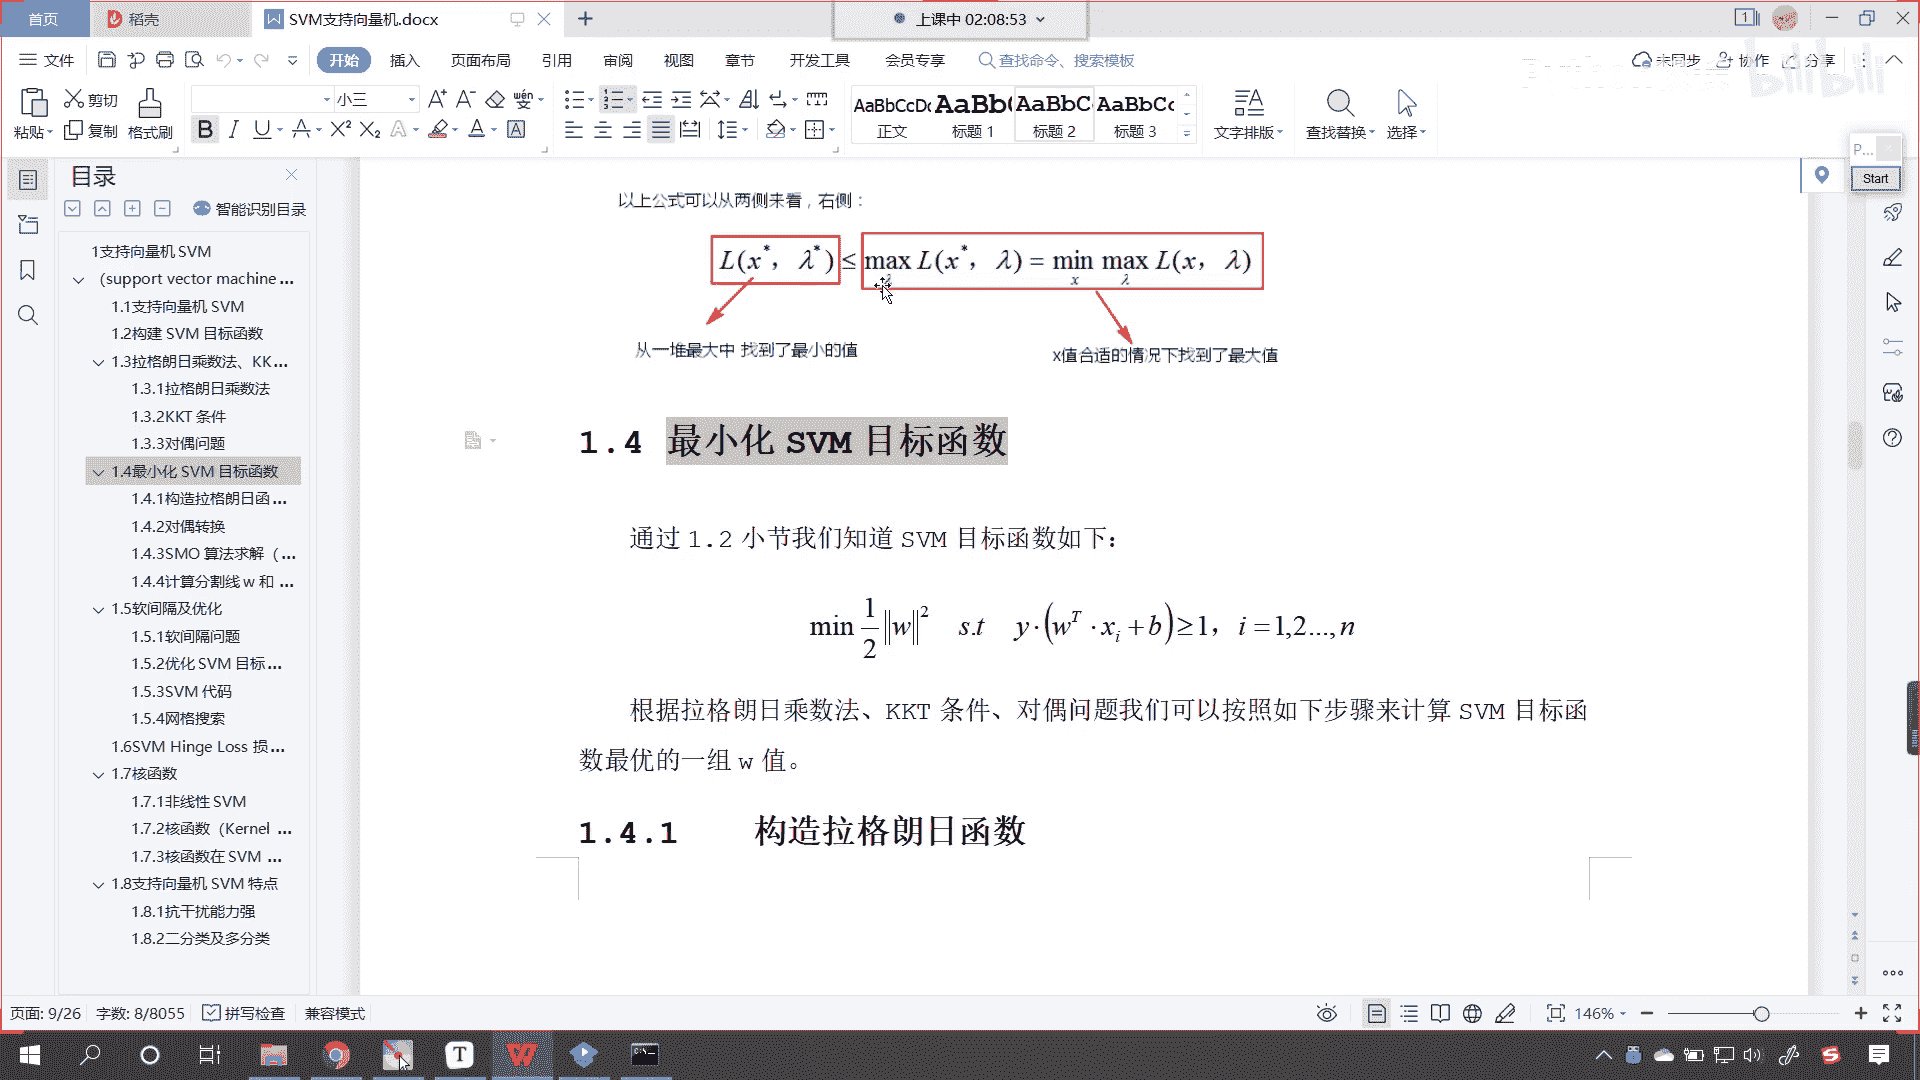 首页
稻壳
SVM支持向量机.docx
上课中 02:08:53
1
文件
开始
插入
页面布局
引用
审阅
视图
章节
开发工具
会员专享
查找命令、搜索模板
未同步
协作
分享
bilibili
粘贴
剪切
复制
格式刷
小三
AaBbCcDc
正文
AaBb(
标题 1
AaBbC
标题 2
AaBbCc
标题 3
文字排版
查找替换
选择
P...
Start
目录
智能识别目录
1支持向量机 SVM
(support vector machine ...
1.1支持向量机 SVM
1.2构建 SVM 目标函数
1.3拉格朗日乘数法、KK...
1.3.1拉格朗日乘数法
1.3.2KKT 条件
1.3.3对偶问题
1.4最小化 SVM 目标函数
1.4.1构造拉格朗日函 ...
1.4.2对偶转换
1.4.3SMO 算法求解（ ...
1.4.4计算分割线 w 和 ...
1.5软间隔及优化
1.5.1软间隔问题
1.5.2优化 SVM 目标 ...
1.5.3SVM 代码
1.5.4网格搜索
1.6SVM Hinge Loss 损...
1.7核函数
1.7.1非线性 SVM
1.7.2核函数（Kernel ...
1.7.3核函数在 SVM ...
1.8支持向量机 SVM 特点
1.8.1抗干扰能力强
1.8.2二分类及多分类
以上公式可以从两侧来看，右侧：
L(x*，λ*) ≤ max_λ L(x*，λ) = min_x max_λ L(x，λ)
从一堆最大中 找到了最小的值
x值合适的情况下找到了最大值
1.4 最小化 SVM 目标函数
通过 1.2 小节我们知道 SVM 目标函数如下：
min 1/2 ||w||² s.t y·(w^T·x_i+b)≥1，i=1,2...,n
根据拉格朗日乘数法、KKT 条件、对偶问题我们可以按照如下步骤来计算 SVM 目标函
数最优的一组 w 值。
1.4.1 构造拉格朗日函数
页面: 9/26
字数: 8/8055
拼写检查
兼容模式
146%